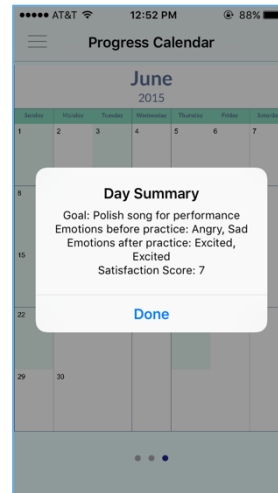 AT&T 12:52 PM 88%
Progress Calendar
June
2015
Sunday Monday Tuesday Wednesday Thursday Friday Saturday
1 2 3 4 5 6 7
8
Day Summary
Goal: Polish song for performance
Emotions before practice: Angry, Sad
Emotions after practice: Excited,
Excited
15
Satisfaction Score: 7
Done
22
29 30